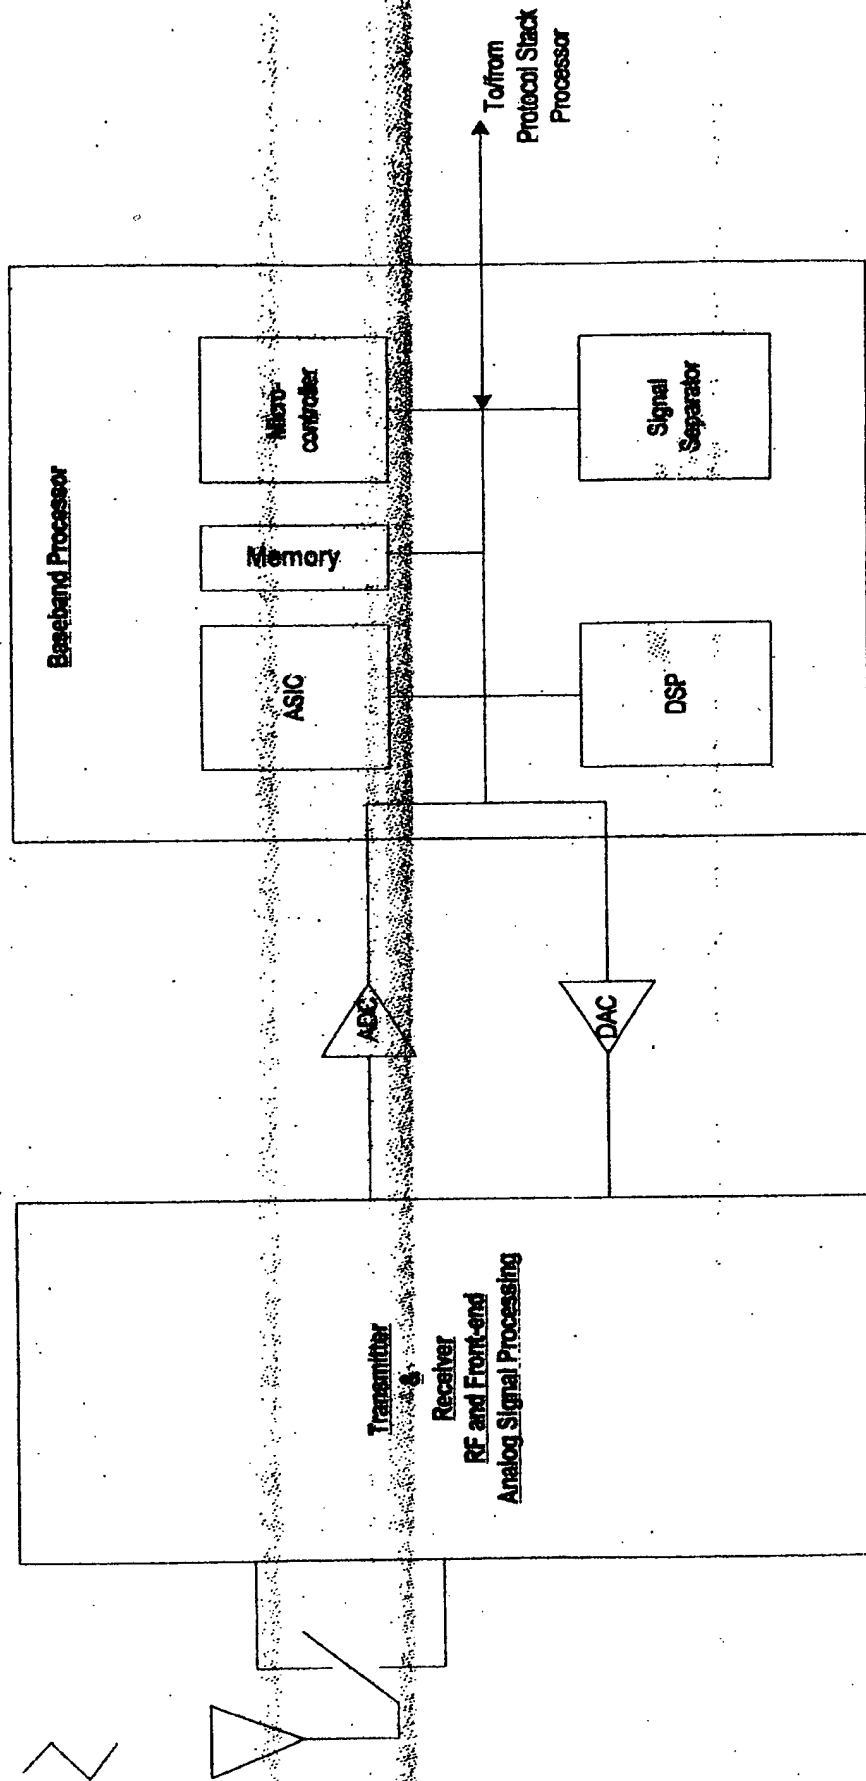 Baseband Processor
Micro-
controller
Memory
ASIC
Signal
Separator
DSP
To/from
Protocol Stack
Processor
ADC
DAC
Transmitter
&
Receiver
RF and Front-end
Analog Signal Processing